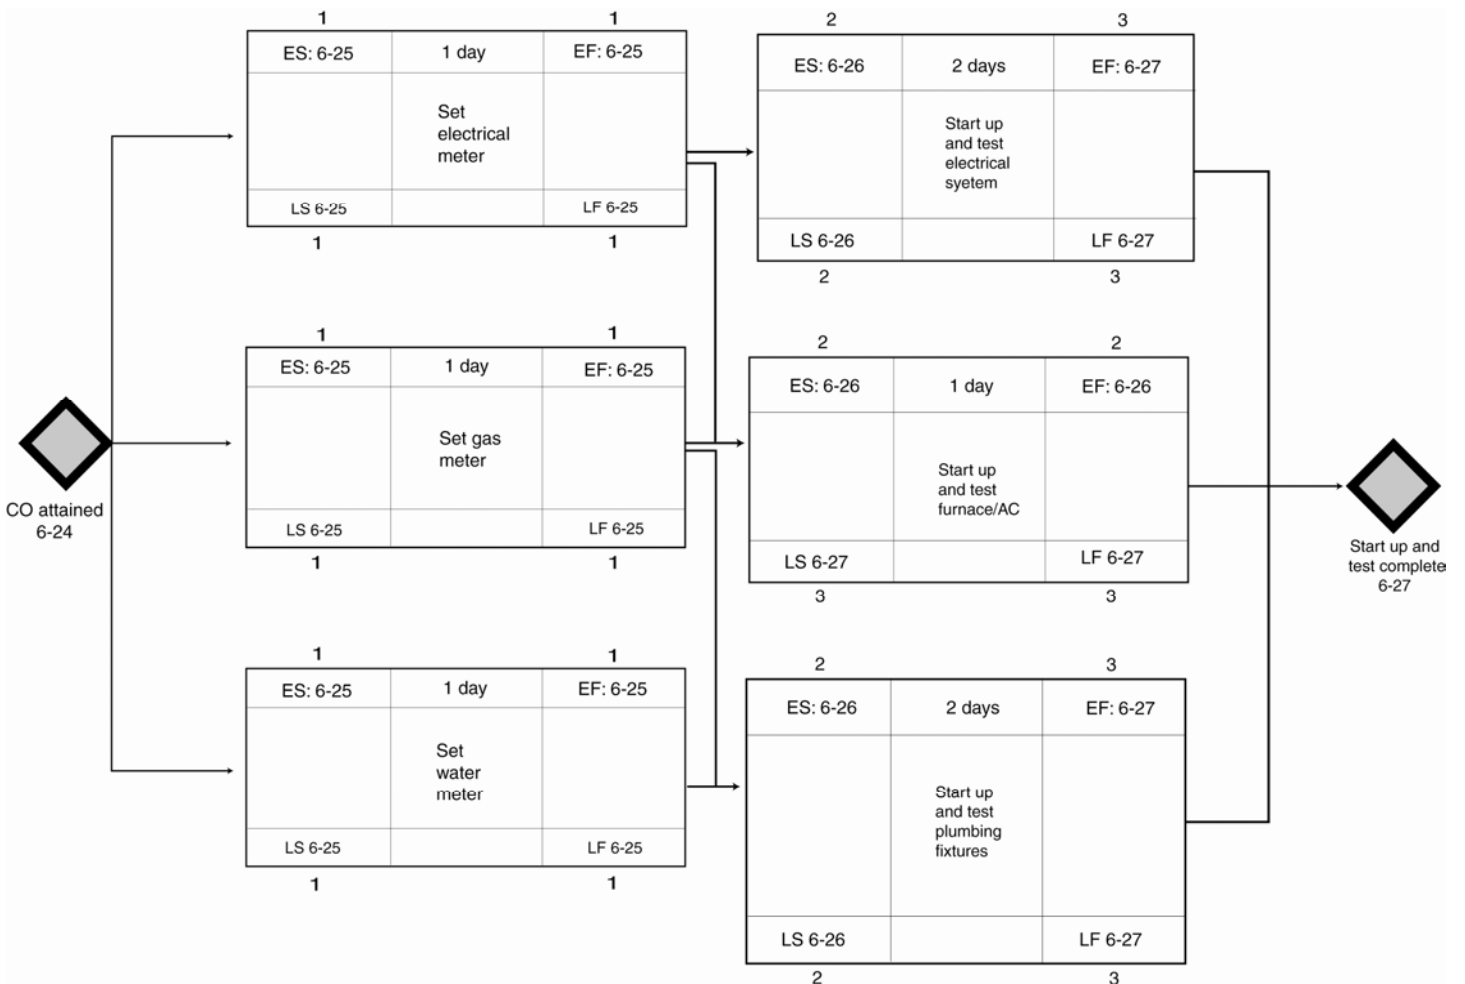 1
1
ES: 6-25
1 day
EF: 6-25
Set
electrical
meter
LS 6-25
LF 6-25
1
1
2
3
ES: 6-26
2 days
EF: 6-27
Start up
and test
electrical
syetem
LS 6-26
LF 6-27
2
3
1
1
ES: 6-25
1 day
EF: 6-25
Set gas
meter
LS 6-25
LF 6-25
1
1
2
2
ES: 6-26
1 day
EF: 6-26
Start up
and test
furnace/AC
LS 6-27
LF 6-27
3
3
CO attained
6-24
Start up and
test complete
6-27
1
1
ES: 6-25
1 day
EF: 6-25
Set
water
meter
LS 6-25
LF 6-25
1
1
2
3
ES: 6-26
2 days
EF: 6-27
Start up
and test
plumbing
fixtures
LS 6-26
LF 6-27
2
3